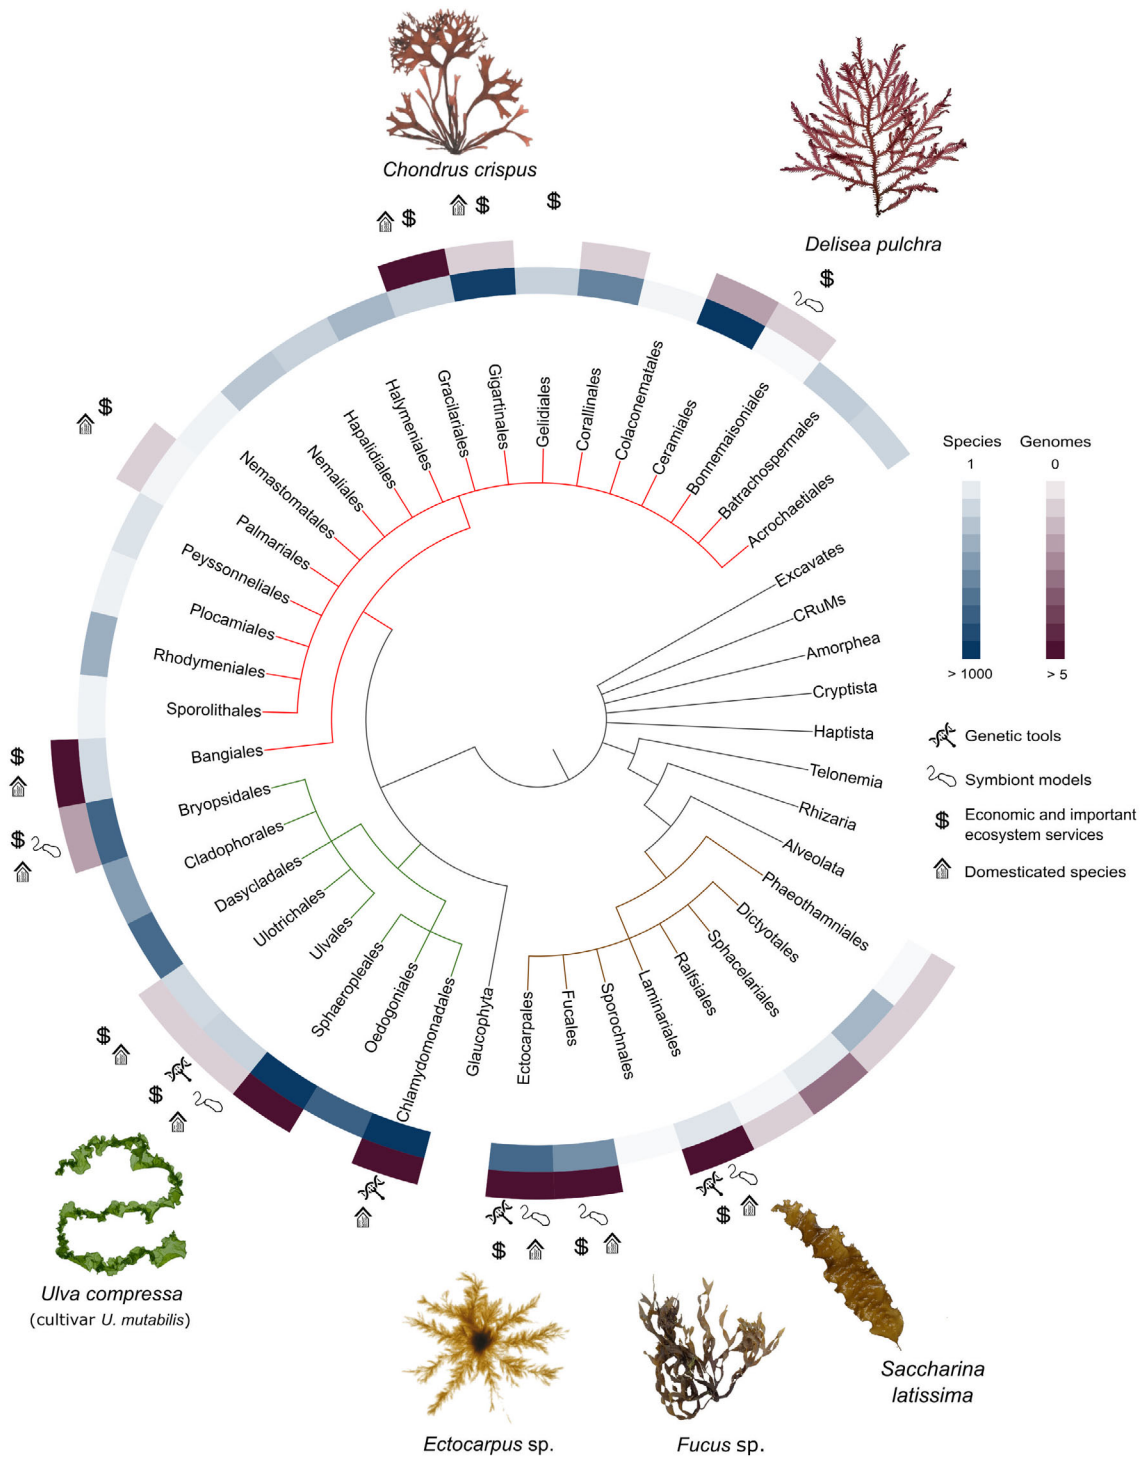 Chondrus crispus
Delisea pulchra
$
$
$
$
Halymeniales
Gracilariales
Gigartinales
Gelidiales
Corallinales
Colaconematales
Ceramiales
Bonnemaisoniales
Batrachospermales
Acrochaetiales
Hapalidiales
Nemaliales
Nemastomatales
Palmariales
Peyssonneliales
Plocamiales
Rhodymeniales
Sporolithales
Bangiales
$
$
$
Excavates
CRuMs
Amorphea
Cryptista
Haptista
Telonemia
Rhizaria
Alveolata
Species
Genomes
1
0
> 1000
> 5
Genetic tools
Symbiont models
$ Economic and important
ecosystem services
Domesticated species
Bryopsidales
Cladophorales
Dasycladales
Ulotrichales
Ulvales
Sphaeropleales
Oedogoniales
Chlamydomonadales
Glaucophyta
Ectocarpales
Fucales
Sporochnales
Laminariales
Ralfsiales
Sphacelariales
Dictyotales
Phaeothamniales
$
$
$
$
$
Ulva compressa
(cultivar U. mutabilis)
Ectocarpus sp.
Fucus sp.
Saccharina
latissima